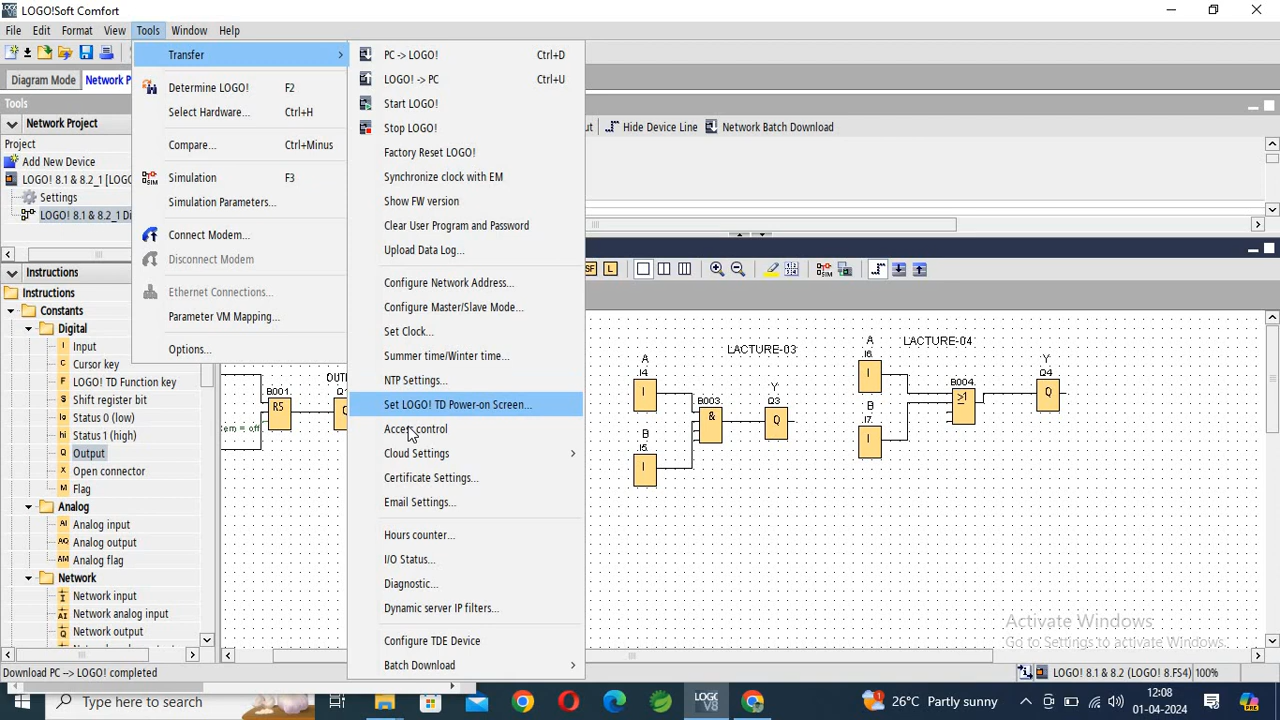 LOGO!Soft Comfort
File Edit Format View Tools Window Help
Transfer
Determine LOGO! F2
Select Hardware... Ctrl+H
Compare... Ctrl+Minus
Simulation F3
Simulation Parameters...
Connect Modem...
Disconnect Modem
Ethernet Connections...
Parameter VM Mapping...
Options...
PC -> LOGO! Ctrl+D
LOGO! -> PC Ctrl+U
Start LOGO!
Stop LOGO!
Factory Reset LOGO!
Synchronize clock with EM
Show FW version
Clear User Program and Password
Upload Data Log...
Configure Network Address...
Configure Master/Slave Mode...
Set Clock...
Summer time/Winter time...
NTP Settings...
Set LOGO! TD Power-on Screen...
Access control
Cloud Settings
Certificate Settings...
Email Settings...
Hours counter...
I/O Status...
Diagnostic...
Dynamic server IP filters...
Configure TDE Device
Batch Download
Diagram Mode Network P
Tools
Network Project
Project
Add New Device
LOGO! 8.1 & 8.2_1 [LOGO
Settings
LOGO! 8.1 & 8.2_1 Di
Instructions
Instructions
Constants
Digital
Input
Cursor key
LOGO! TD Function key
Shift register bit
Status 0 (low)
Status 1 (high)
Output
Open connector
Flag
Analog
Analog input
Analog output
Analog flag
Network
Network input
Network analog input
Network output
Hide Device Line Network Batch Download
SF L
B001
RS
Q
em = off
LACTURE-03
A
I4
I
B
I5
I
B003
&
Y
Q3
Q
LACTURE-04
A
I6
I
B
I7
I
B004
>1
Y
Q4
Q
Activate Windows
Go to Settings to activate Windows.
Download PC --> LOGO! completed
LOGO! 8.1 & 8.2 (LOGO! 8.FS4) 100%
Type here to search
26°C Partly sunny
12:08
01-04-2024